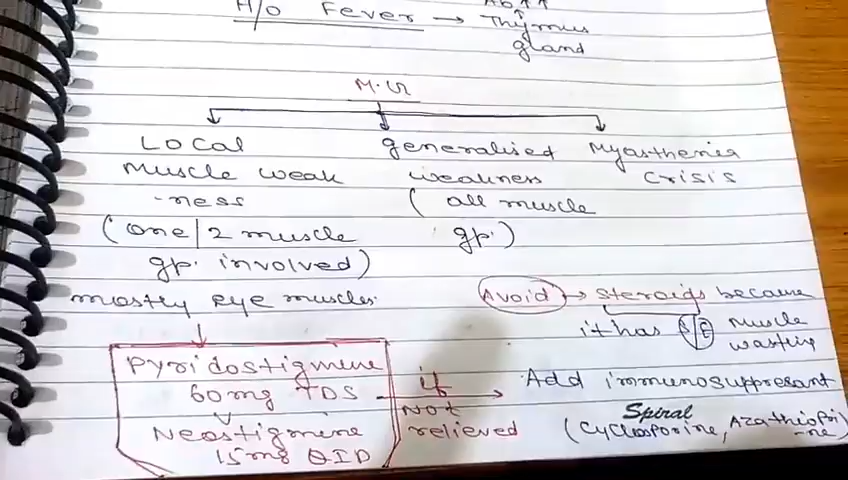 Ab ↑↑
H/o Fever → Thymus
gland
M.G
Local
Muscle weak
-ness
(one/2 muscle
gp. involved)
mostly eye muscles
generalised
weakness
(all muscle
gp.)
Myasthenia
crisis
Avoid → steroids because
it has S/E muscle
wasting
Pyridostigmine
60mg TDS
Neostigmine
15mg QID
if
Not
relieved
Add immunosuppresant
(Cyclosporine, Azathiopri
-ne)
Spiral